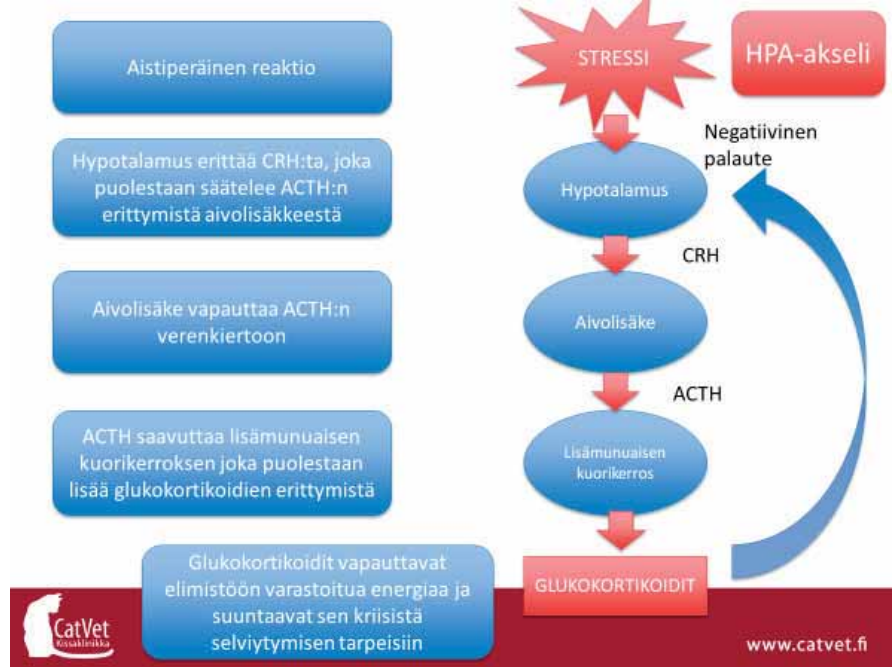 Aistiperäinen reaktio
Hypotalamus erittää CRH:ta, joka
puolestaan säätelee ACTH:n
erittymistä aivolisäkkeestä
Aivolisäke vapauttaa ACTH:n
verenkiertoon
ACTH saavuttaa lisämunuaisen
kuorikerroksen joka puolestaan
lisää glukokortikoidien erittymistä
Glukokortikoidit vapauttavat
elimistöön varastoitua energiaa ja
suuntaavat sen kriisistä
selviytymisen tarpeisiin
STRESSI
HPA-akseli
Negatiivinen
palaute
Hypotalamus
CRH
Aivolisäke
ACTH
Lisämunuaisen
kuorikerros
GLUKOKORTIKOIDIT
CatVet
Kissaklinikka
www.catvet.fi